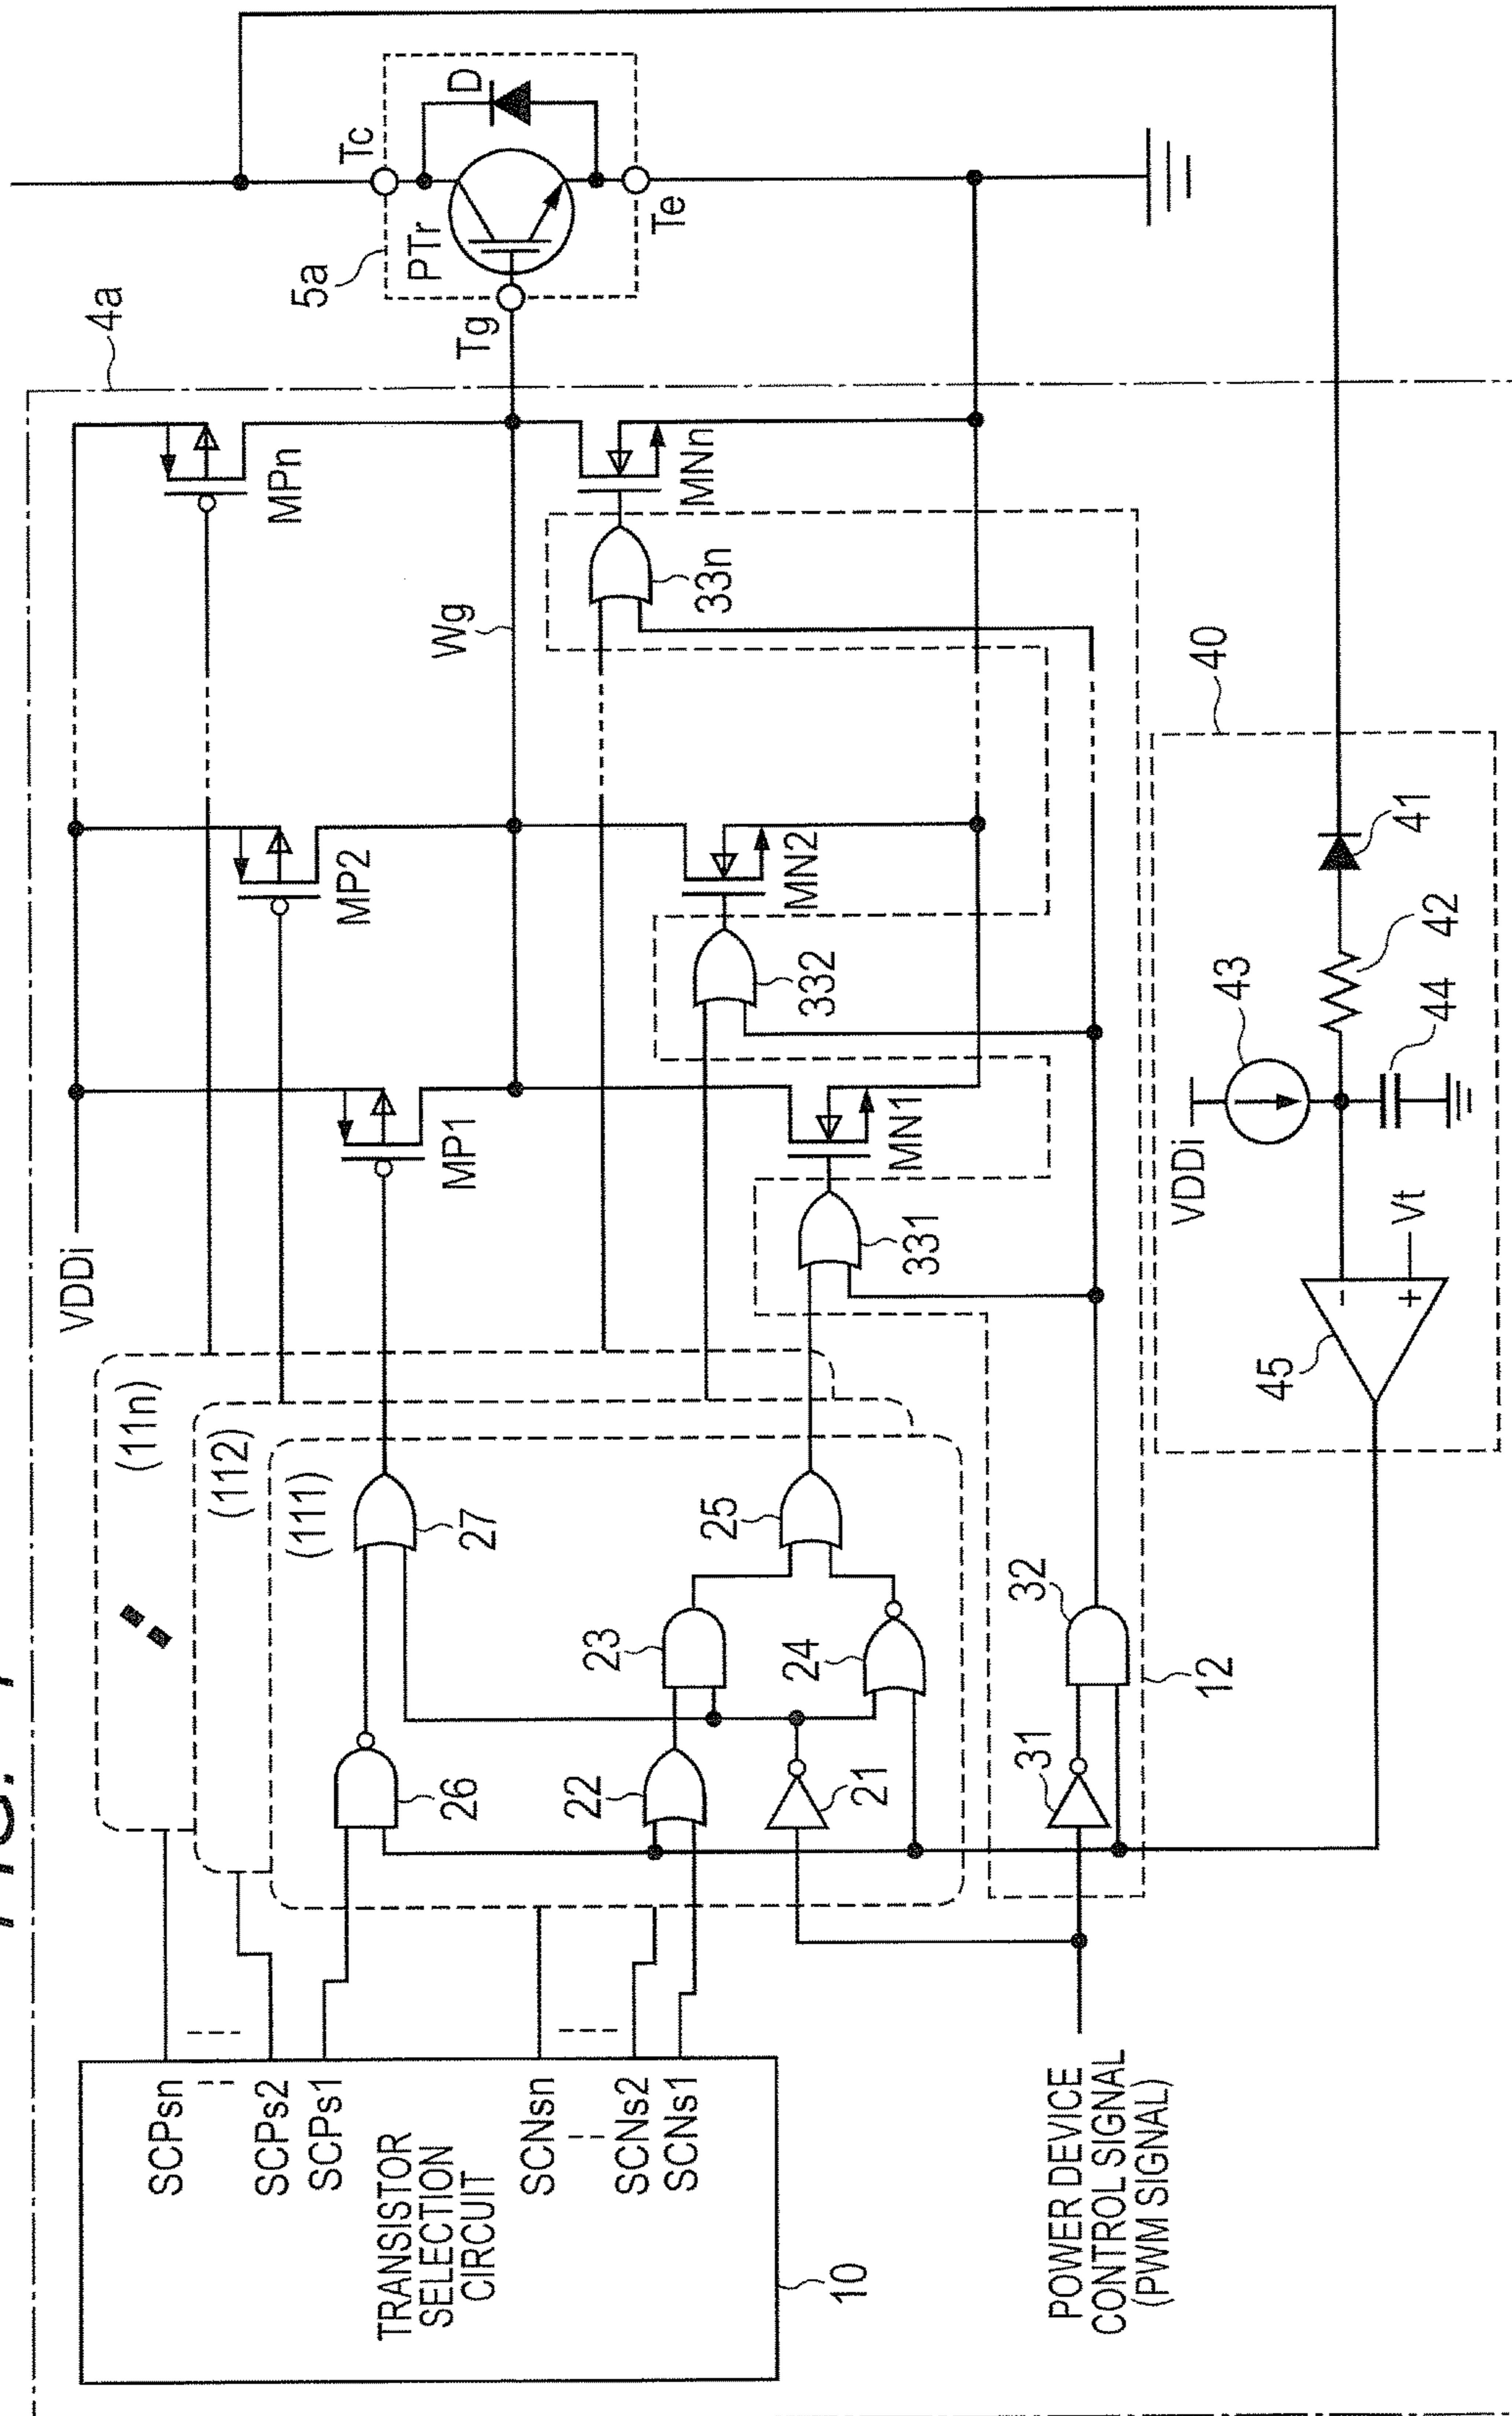 4a
5a
Tc
D
PTr
Tg
Te
VDDi
MPn
MP2
MP1
Wg
MNn
MN2
MN1
33n
332
331
(11n)
(112)
(111)
27
26
25
23
22
24
21
32
31
12
40
41
42
43
44
45
VDDi
Vt
-
+
SCPsn
SCPs2
SCPs1
TRANSISTOR
SELECTION
CIRCUIT
SCNsn
SCNs2
SCNs1
10
POWER DEVICE
CONTROL SIGNAL
(PWM SIGNAL)